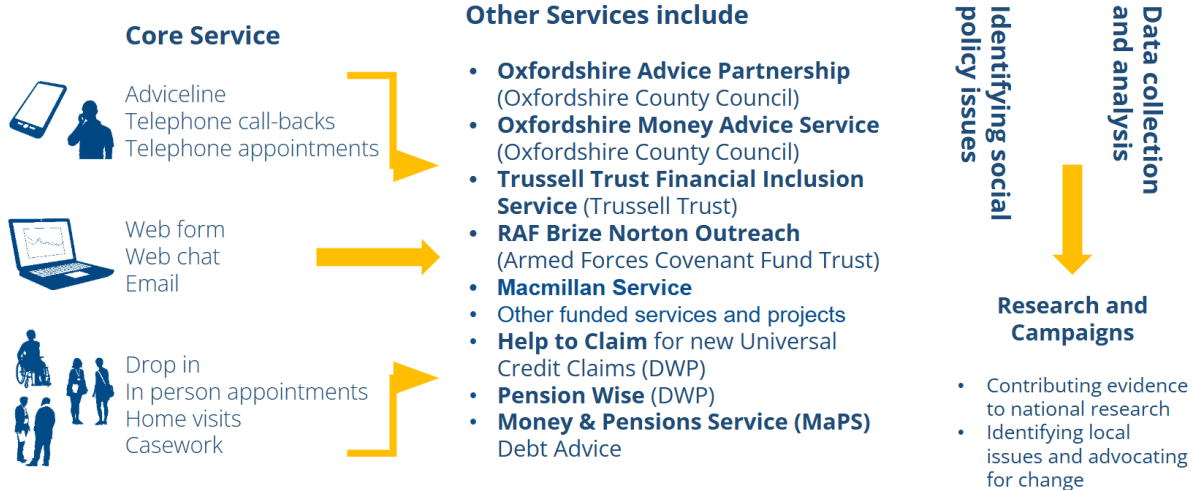 Core Service
Adviceline
Telephone call-backs
Telephone appointments
Web form
Web chat
Email
Drop in
In person appointments
Home visits
Casework
Other Services include
• Oxfordshire Advice Partnership
(Oxfordshire County Council)
• Oxfordshire Money Advice Service
(Oxfordshire County Council)
• Trussell Trust Financial Inclusion
Service (Trussell Trust)
• RAF Brize Norton Outreach
(Armed Forces Covenant Fund Trust)
• Macmillan Service
• Other funded services and projects
• Help to Claim for new Universal
Credit Claims (DWP)
• Pension Wise (DWP)
• Money & Pensions Service (MaPS)
Debt Advice
Identifying social
policy issues
Data collection
and analysis
Research and
Campaigns
• Contributing evidence
to national research
• Identifying local
issues and advocating
for change